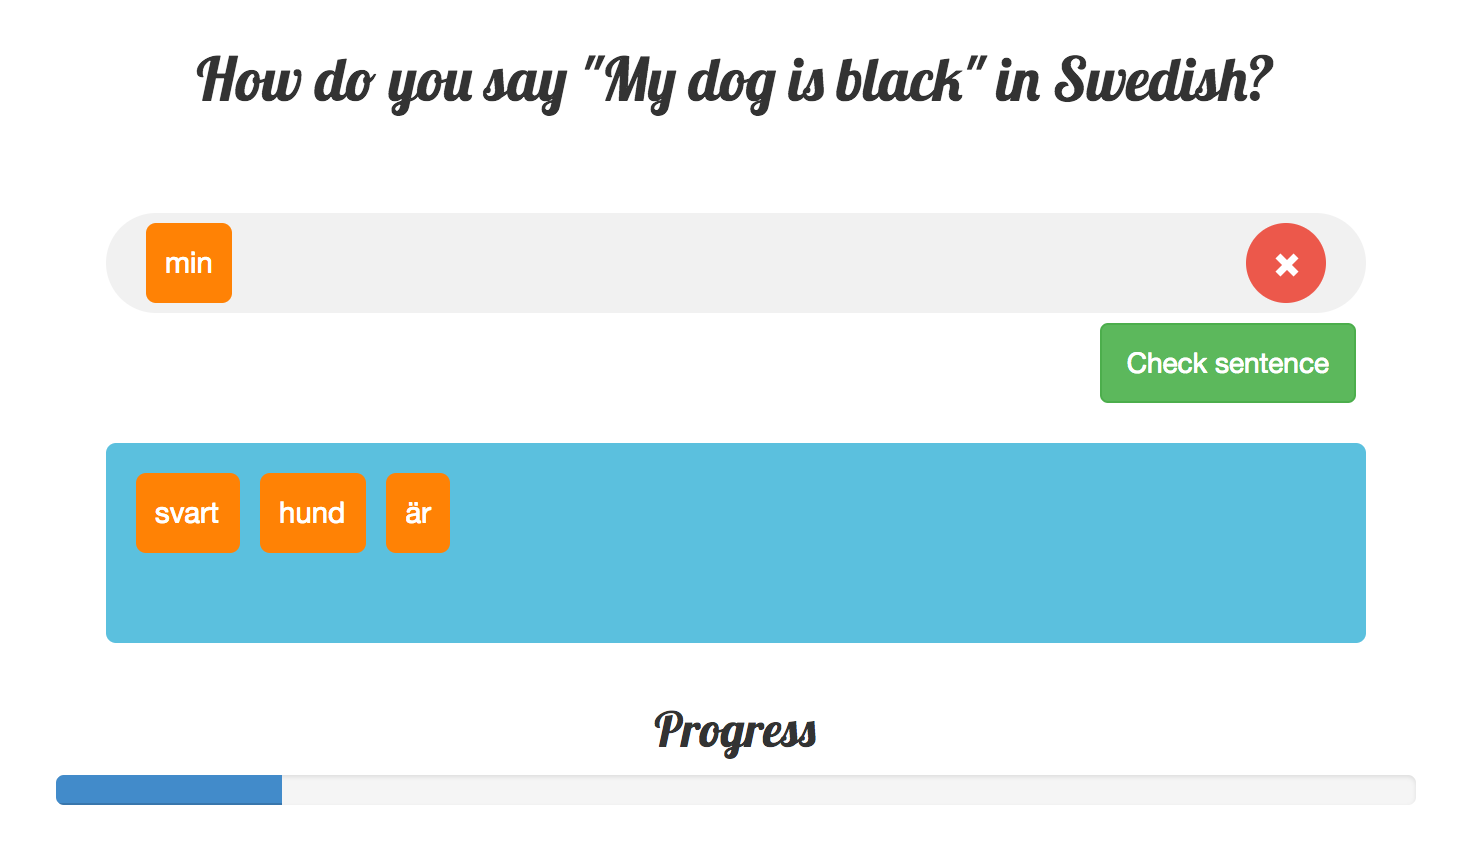 How do you say "My dog is black" in Swedish?
min
Check sentence
svart hund är
Progress